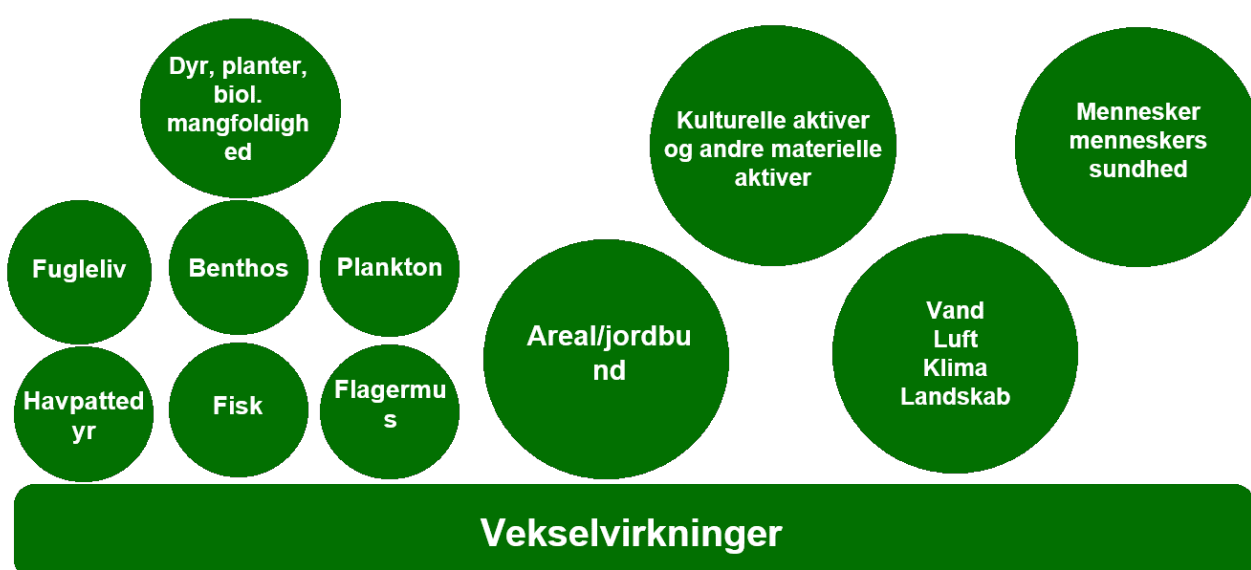 Dyr, planter,
biol.
mangfoldigh
ed
Kulturelle aktiver
og andre materielle
aktiver
Mennesker
menneskers
sundhed
Fugleliv
Benthos
Plankton
Areal/jordbu
nd
Vand
Luft
Klima
Landskab
Havpatted
yr
Fisk
Flagermu
s
Vekselvirkninger